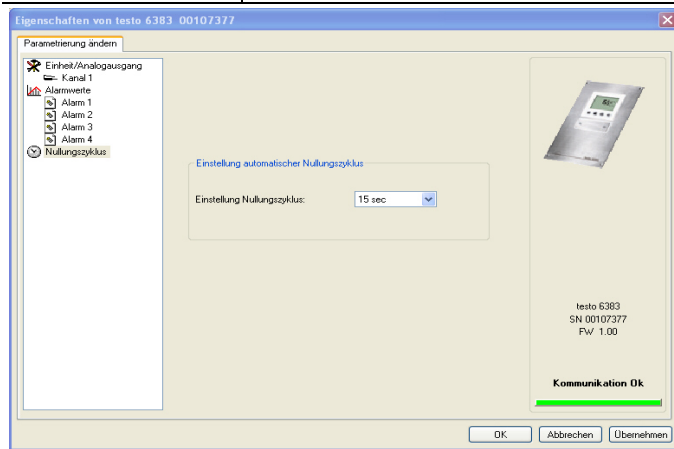 Eigenschaften von testo 6383 00107377
Parametrierung ändern
Einheit/Analogausgang
Kanal 1
Alarmwerte
Alarm 1
Alarm 2
Alarm 3
Alarm 4
Nullungszyklus
Einstellung automatischer Nullungszyklus
Einstellung Nullungszyklus: 15 sec
testo 6383
SN 00107377
FW 1.00
Kommunikation Ok
OK Abbrechen Übernehmen